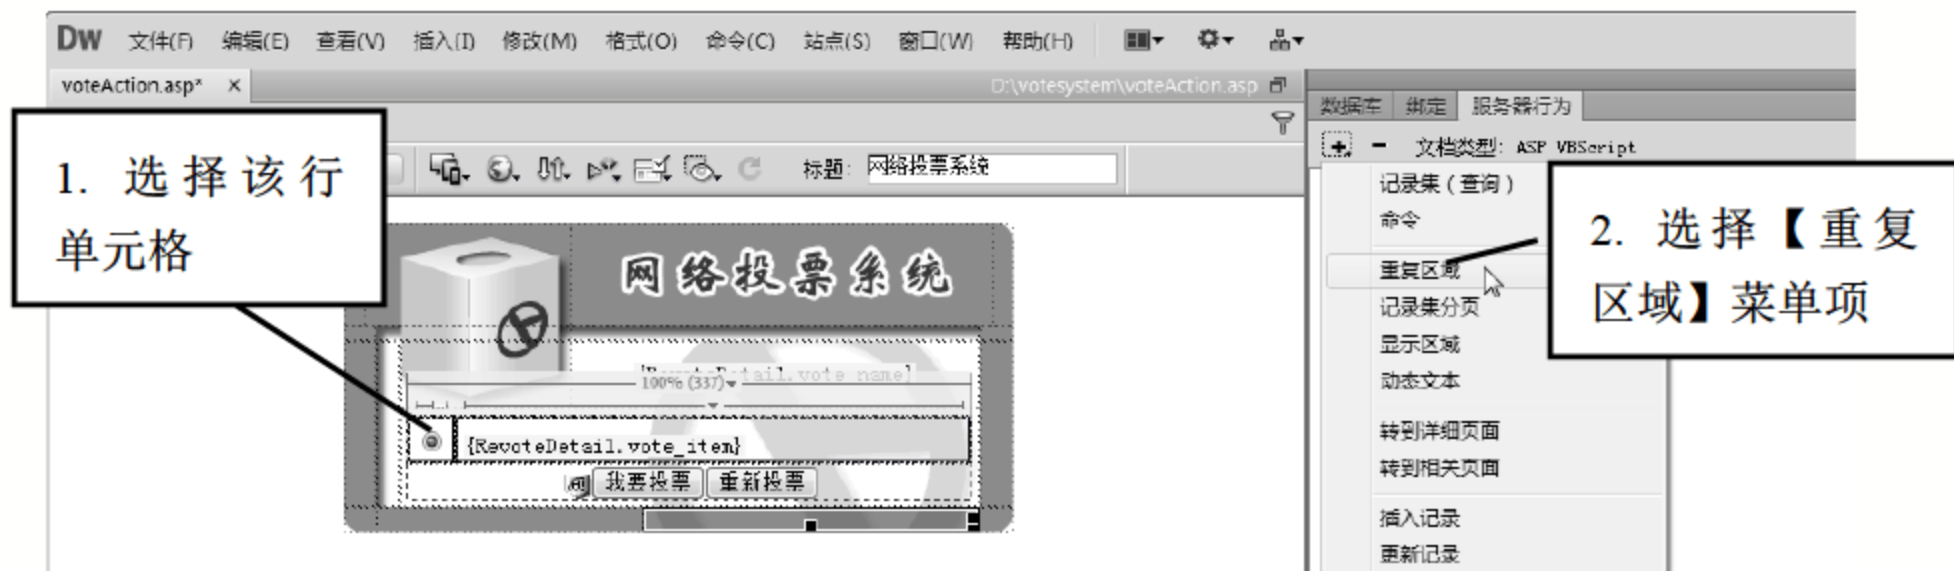 Dw 文件(F) 编辑(E) 查看(V) 插入(I) 修改(M) 格式(O) 命令(C) 站点(S) 窗口(W) 帮助(H)
voteAction.asp* × D:\votesystem\voteAction.asp
数据库 绑定 服务器行为
文档类型: ASP VBScript
1. 选择该行
单元格
标题: 网络投票系统
记录集(查询)
命令
重复区域
记录集分页
显示区域
动态文本
转到详细页面
转到相关页面
插入记录
更新记录
2. 选择【重复
区域】菜单项
网络投票系统
100% (337)
{RevoteDetail.vote_item}
我要投票 重新投票